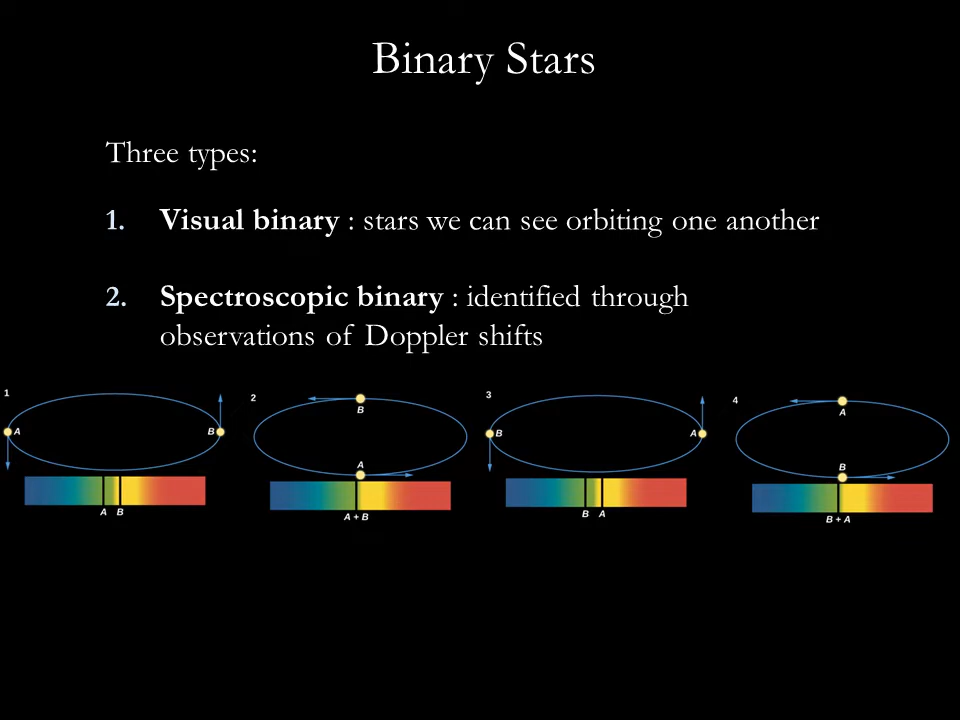 Binary Stars
Three types:
1. Visual binary : stars we can see orbiting one another
2. Spectroscopic binary : identified through
observations of Doppler shifts
1
A B
A B
2
B
A
A + B
3
B A
B A
4
A
B
B + A